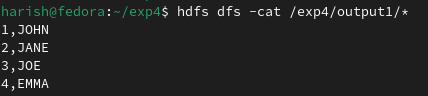 harish@fedora:~/exp4$ hdfs dfs -cat /exp4/output1/*
1,JOHN
2,JANE
3,JOE
4,EMMA